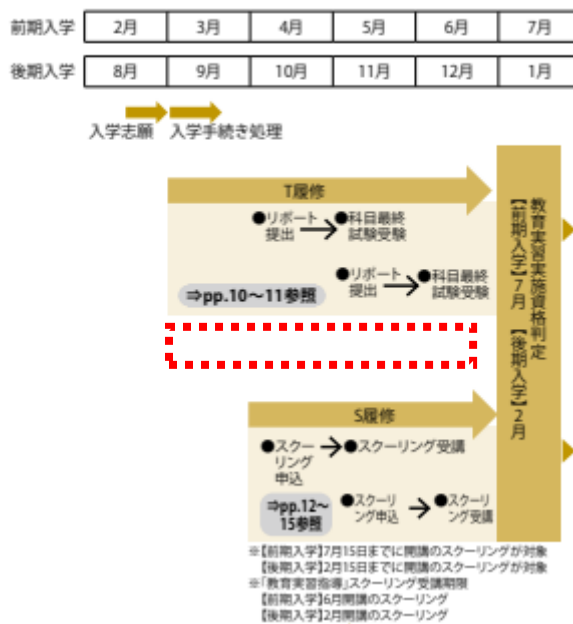 前期入学 2月 3月 4月 5月 6月 7月
後期入学 8月 9月 10月 11月 12月 1月
入学志願 入学手続き処理
T履修
●リポート提出 → ●科目最終試験受験
●リポート提出 → ●科目最終試験受験
⇒pp.10〜11参照
教育実習実施資格判定
【前期入学】7月 【後期入学】2月
S履修
●スクーリング申込 → ●スクーリング受講
⇒pp.12〜15参照
●スクーリング申込 → ●スクーリング受講
※【前期入学】7月15日までに開講のスクーリングが対象
【後期入学】2月15日までに開講のスクーリングが対象
※「教育実習指導」スクーリング受講期限
【前期入学】6月開講のスクーリング
【後期入学】2月開講のスクーリング